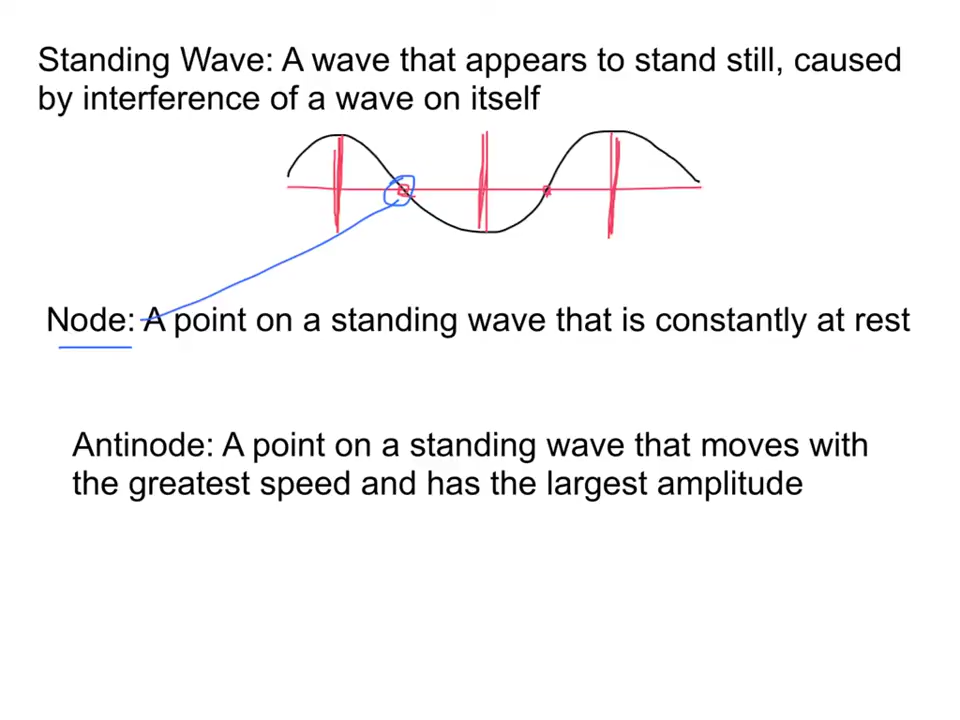 Standing Wave: A wave that appears to stand still, caused
by interference of a wave on itself
Node: A point on a standing wave that is constantly at rest
Antinode: A point on a standing wave that moves with
the greatest speed and has the largest amplitude